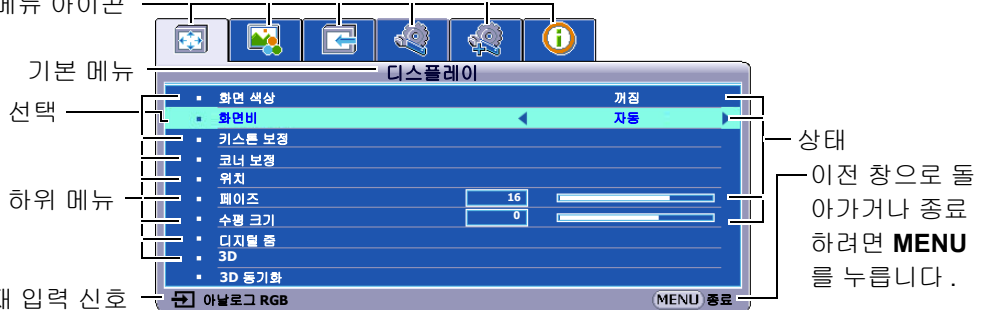 메뉴 아이콘
기본 메뉴
디스플레이
선택
화면 색상 꺼짐
화면비 자동
키스톤 보정
코너 보정
위치
하위 메뉴
페이즈 16
수평 크기 0
디지털 줌
3D
3D 동기화
상태
이전 창으로 돌
아가거나 종료
하려면 MENU
를 누릅니다 .
입력 신호
아날로그 RGB
MENU 종료